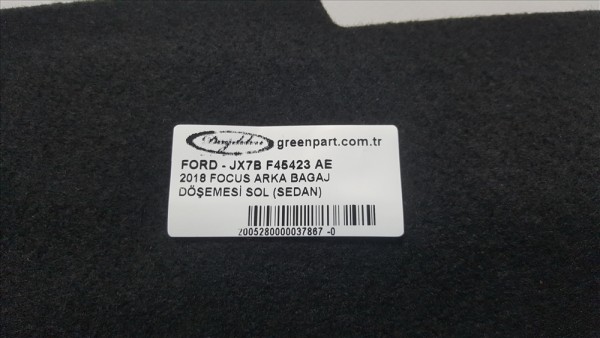 greenpart.com.tr
FORD - JX7B F45423 AE
2018 FOCUS ARKA BAGAJ
DÖŞEMESİ SOL (SEDAN)
2005280000037867 -0